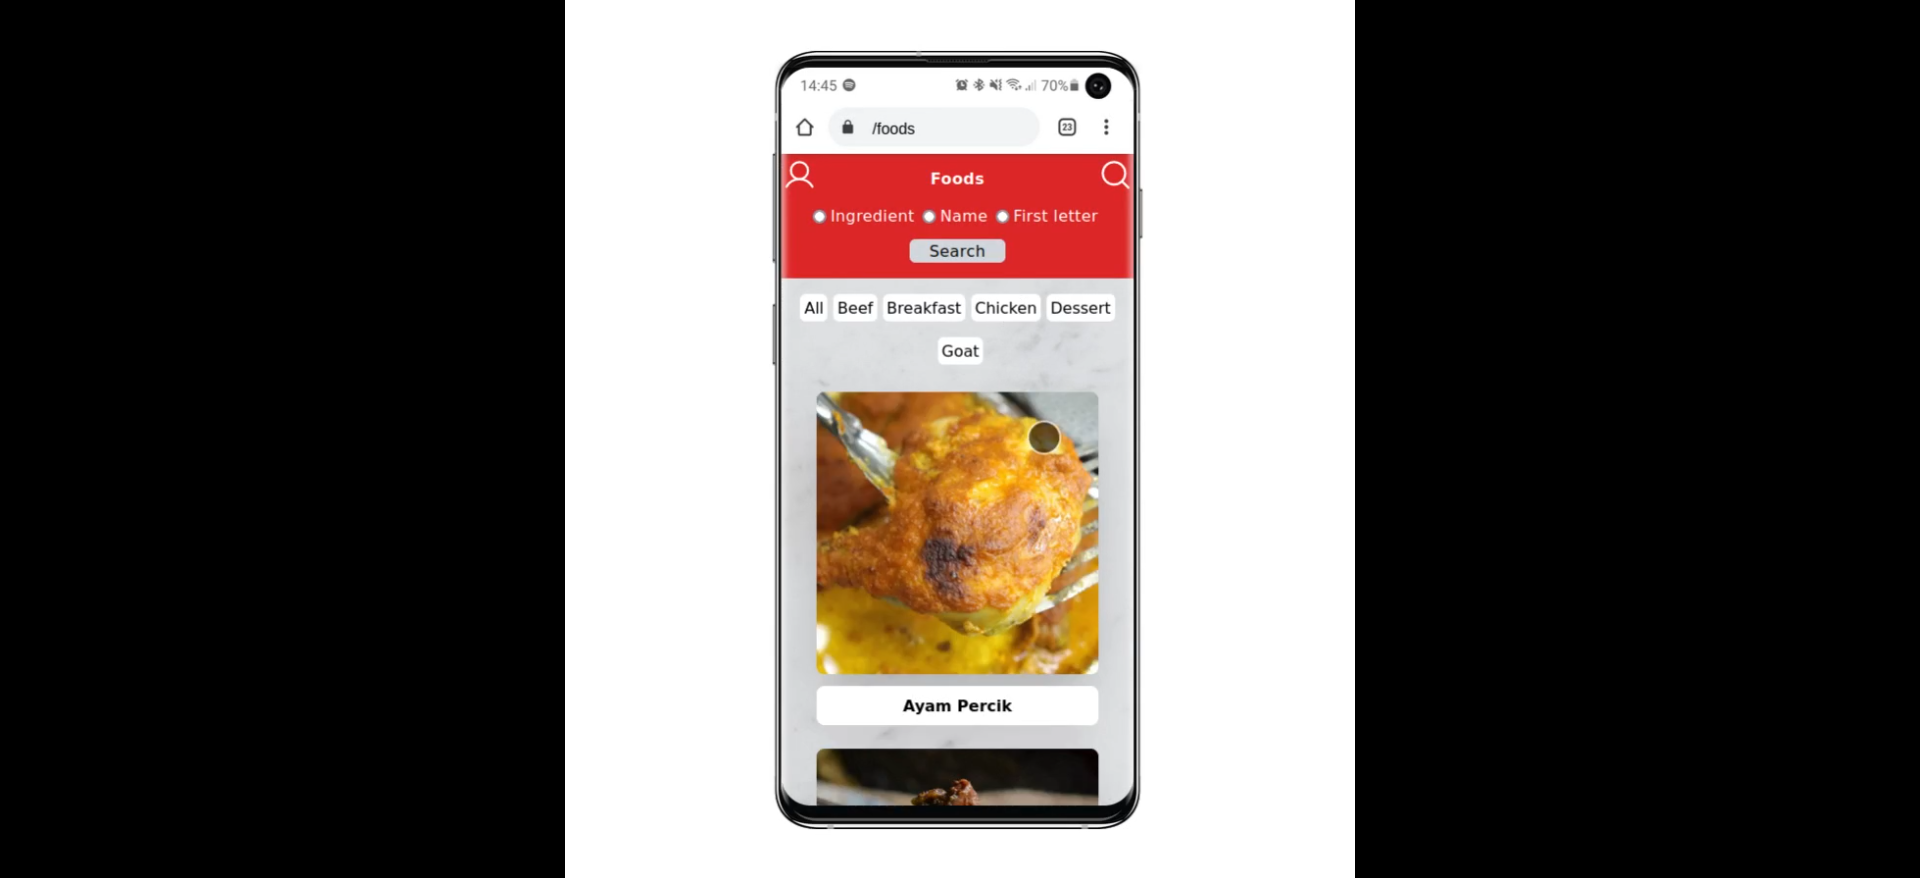 14:45 70%
/foods 23
Foods
Ingredient Name First letter
Search
All Beef Breakfast Chicken Dessert
Goat
Ayam Percik